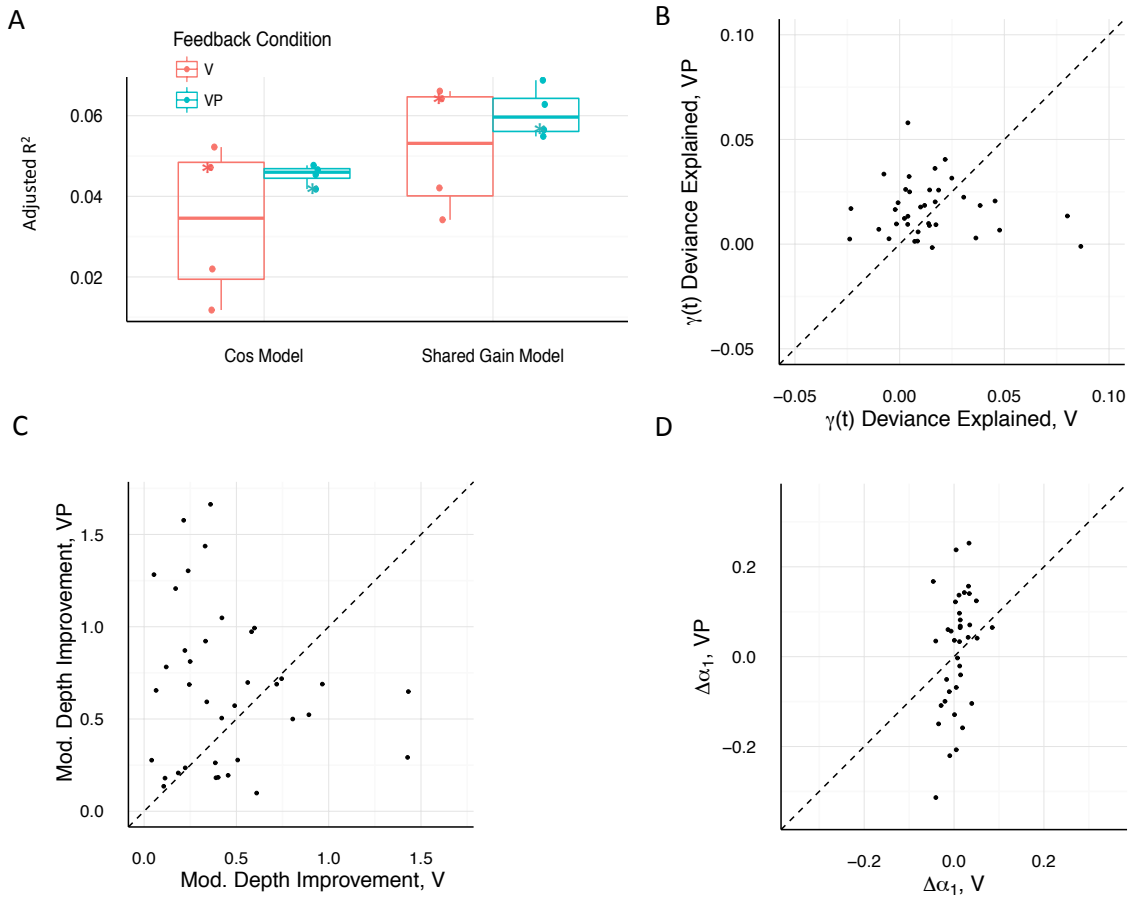 A
Feedback Condition
V
VP
Adjusted R²
0.06
0.04
0.02
Cos Model
Shared Gain Model
B
γ(t) Deviance Explained, VP
0.10
0.05
0.00
−0.05
−0.05
0.00
0.05
0.10
γ(t) Deviance Explained, V
C
Mod. Depth Improvement, VP
1.5
1.0
0.5
0.0
0.0
0.5
1.0
1.5
Mod. Depth Improvement, V
D
Δα₁, VP
0.2
0.0
−0.2
−0.2
0.0
0.2
Δα₁, V